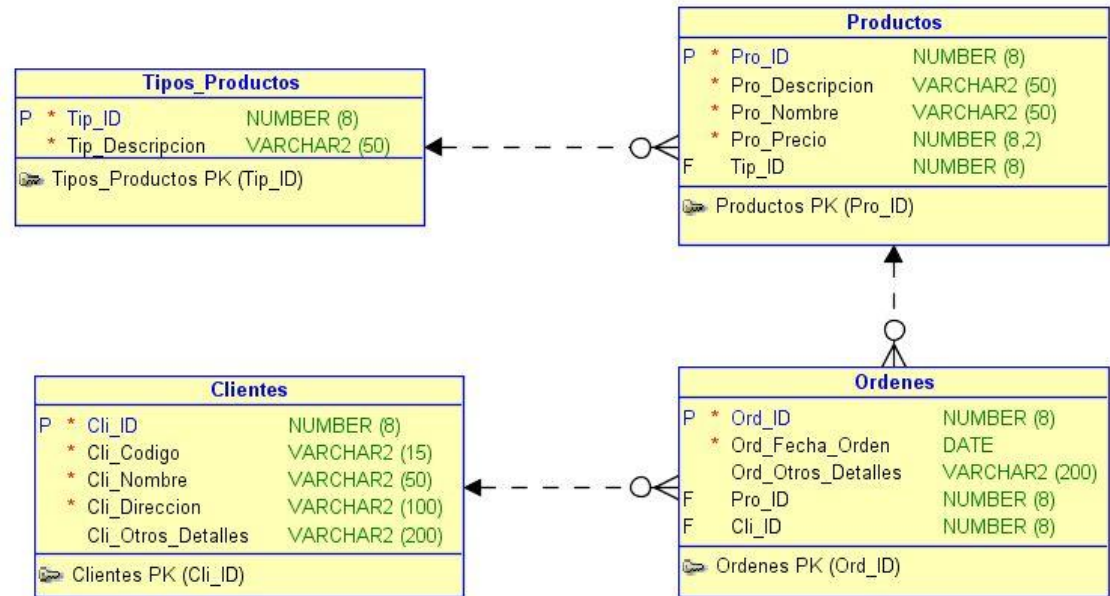 Tipos_Productos
P * Tip_ID NUMBER (8)
* Tip_Descripcion VARCHAR2 (50)
Tipos_Productos PK (Tip_ID)
Productos
P * Pro_ID NUMBER (8)
* Pro_Descripcion VARCHAR2 (50)
* Pro_Nombre VARCHAR2 (50)
* Pro_Precio NUMBER (8,2)
F Tip_ID NUMBER (8)
Productos PK (Pro_ID)
Clientes
P * Cli_ID NUMBER (8)
* Cli_Codigo VARCHAR2 (15)
* Cli_Nombre VARCHAR2 (50)
* Cli_Direccion VARCHAR2 (100)
Cli_Otros_Detalles VARCHAR2 (200)
Clientes PK (Cli_ID)
Ordenes
P * Ord_ID NUMBER (8)
* Ord_Fecha_Orden DATE
Ord_Otros_Detalles VARCHAR2 (200)
F Pro_ID NUMBER (8)
F Cli_ID NUMBER (8)
Ordenes PK (Ord_ID)